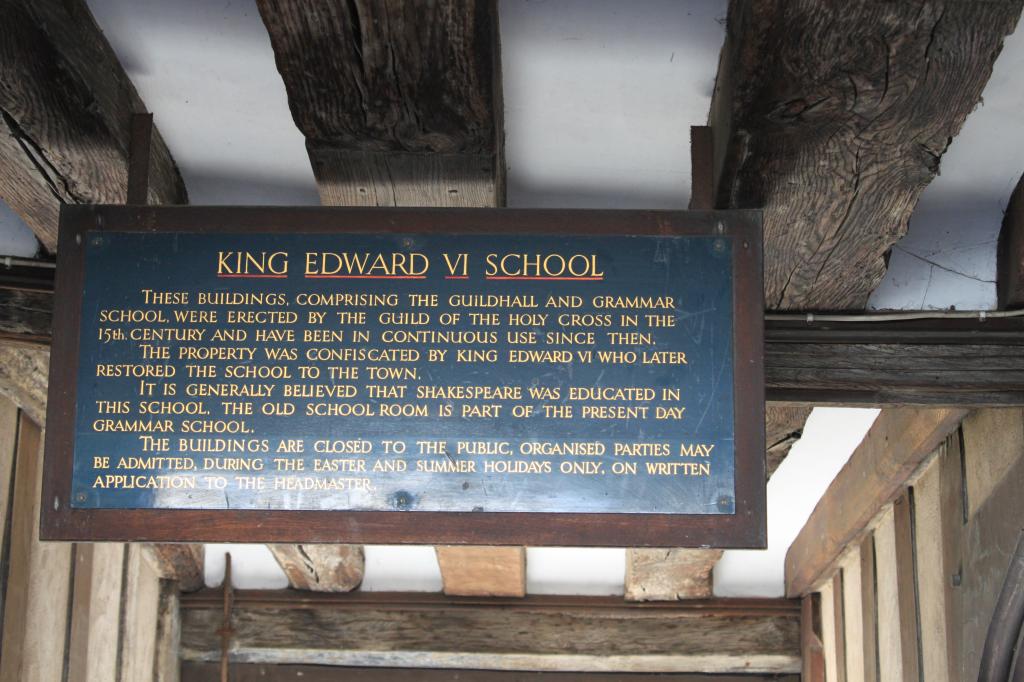 KING EDWARD VI SCHOOL
THESE BUILDINGS, COMPRISING THE GUILDHALL AND GRAMMAR
SCHOOL, WERE ERECTED BY THE GUILD OF THE HOLY CROSS IN THE
15th CENTURY AND HAVE BEEN IN CONTINUOUS USE SINCE THEN.
THE PROPERTY WAS CONFISCATED BY KING EDWARD VI WHO LATER
RESTORED THE SCHOOL TO THE TOWN.
IT IS GENERALLY BELIEVED THAT SHAKESPEARE WAS EDUCATED IN
THIS SCHOOL. THE OLD SCHOOL ROOM IS PART OF THE PRESENT DAY
GRAMMAR SCHOOL.
THE BUILDINGS ARE CLOSED TO THE PUBLIC, ORGANISED PARTIES MAY
BE ADMITTED, DURING THE EASTER AND SUMMER HOLIDAYS ONLY, ON WRITTEN
APPLICATION TO THE HEADMASTER.